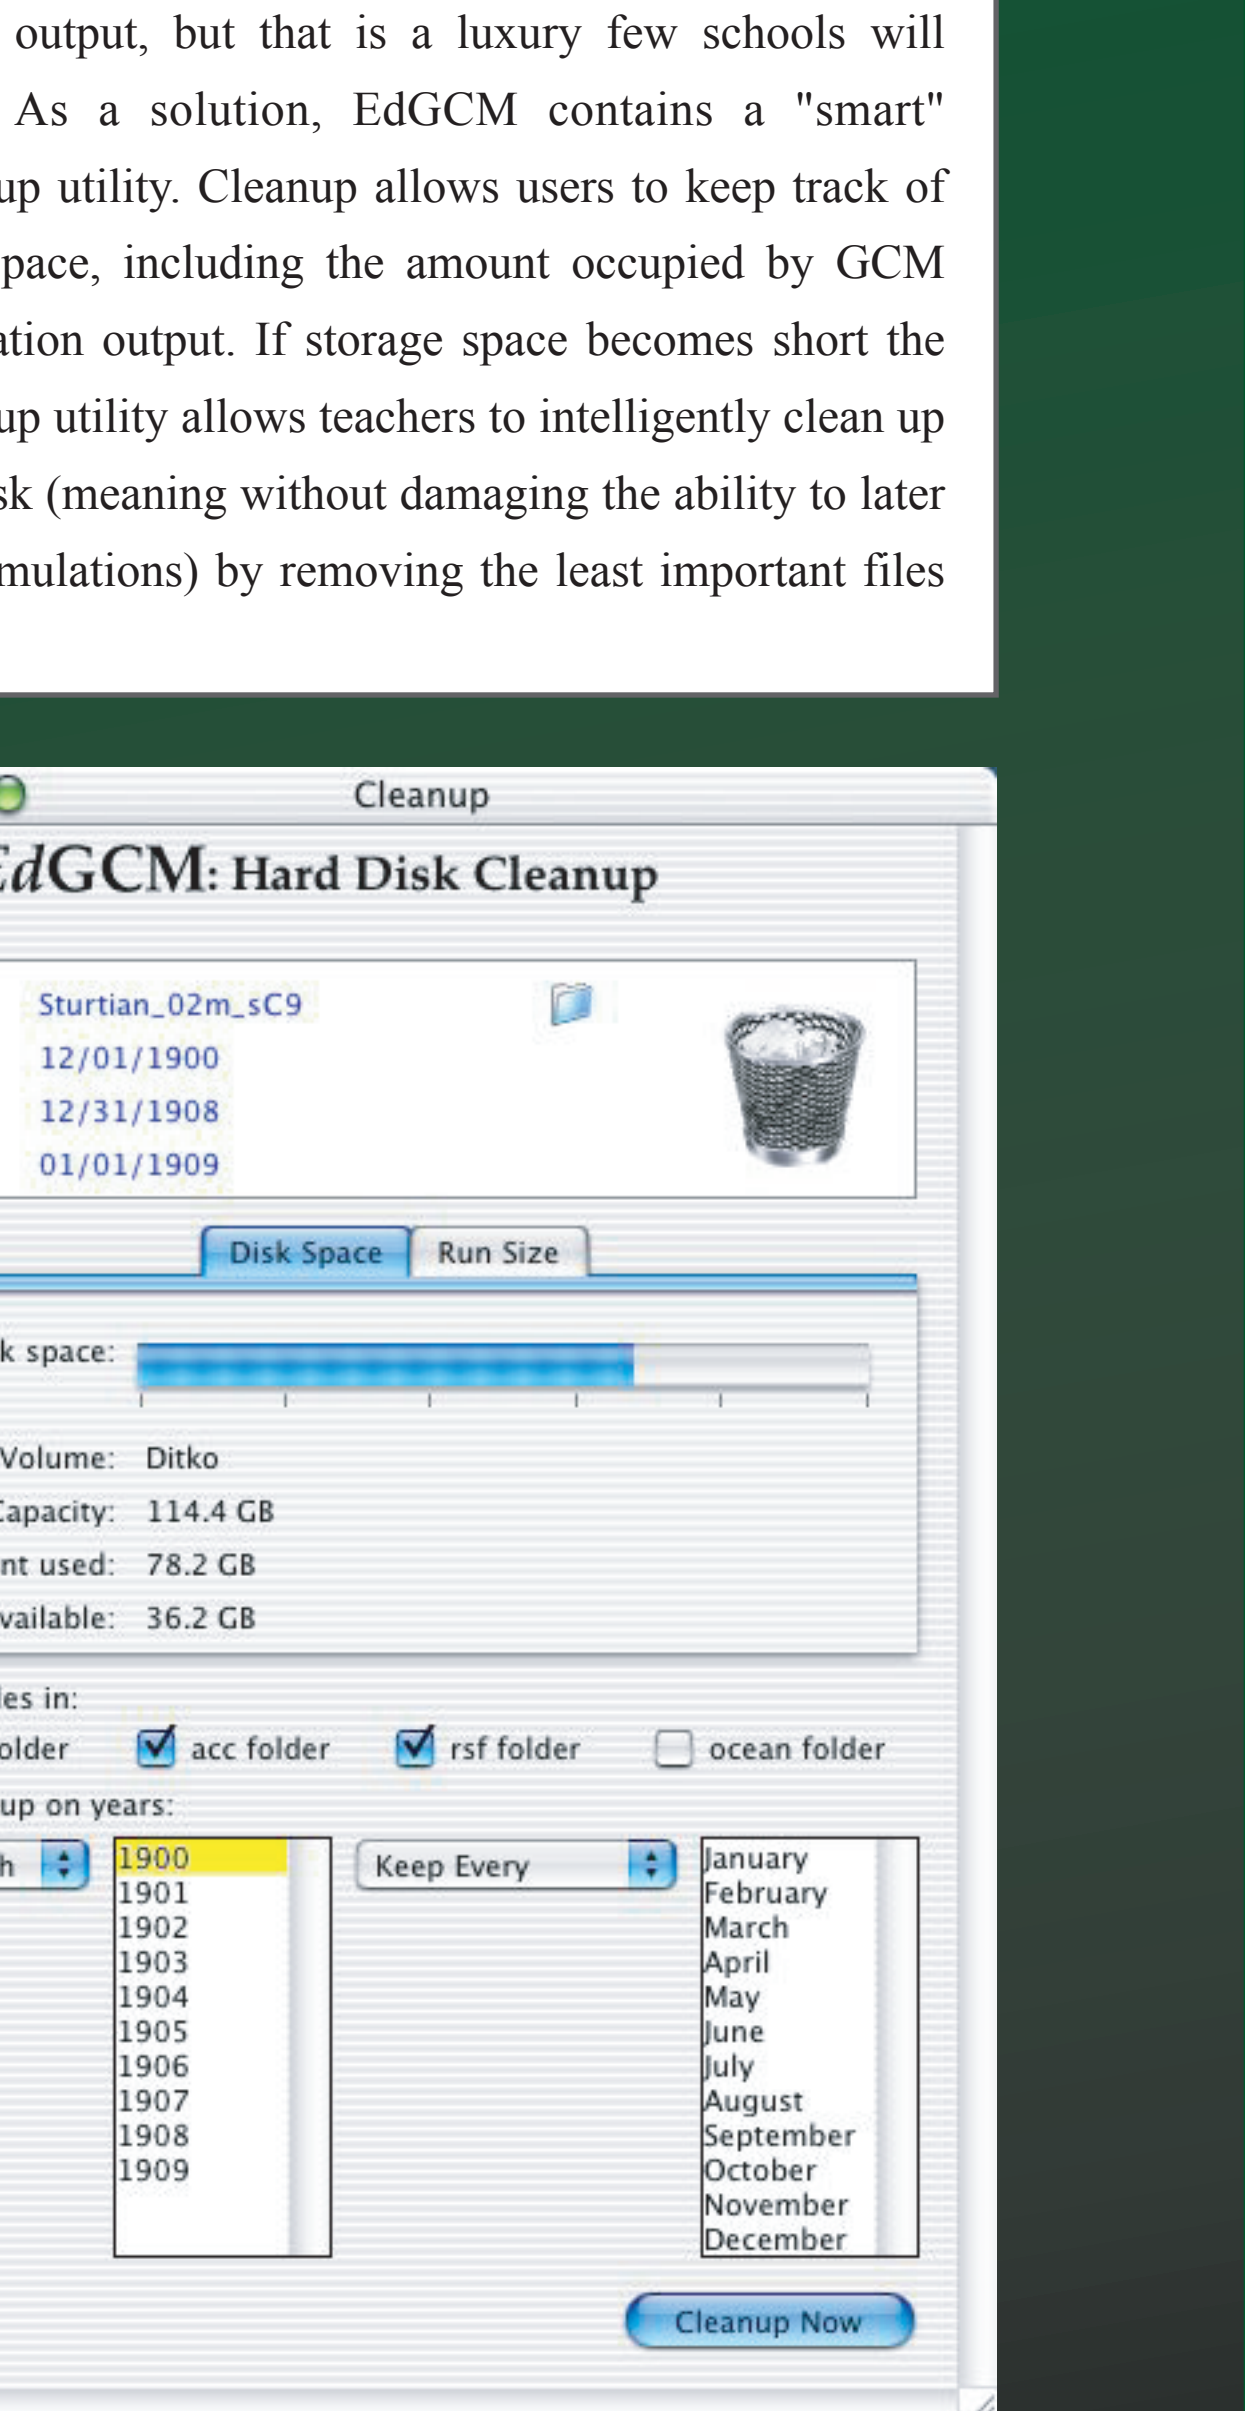 output, but that is a luxury few schools will
As a solution, EdGCM contains a "smart"
up utility. Cleanup allows users to keep track of
pace, including the amount occupied by GCM
ation output. If storage space becomes short the
up utility allows teachers to intelligently clean up
sk (meaning without damaging the ability to later
mulations) by removing the least important files
Cleanup
EdGCM: Hard Disk Cleanup
Sturtian_02m_sC9
12/01/1900
12/31/1908
01/01/1909
Disk Space Run Size
k space:
Volume: Ditko
Capacity: 114.4 GB
nt used: 78.2 GB
vailable: 36.2 GB
les in:
older acc folder rsf folder ocean folder
up on years:
h 1900 Keep Every January
1901 February
1902 March
1903 April
1904 May
1905 June
1906 July
1907 August
1908 September
1909 October
November
December
Cleanup Now